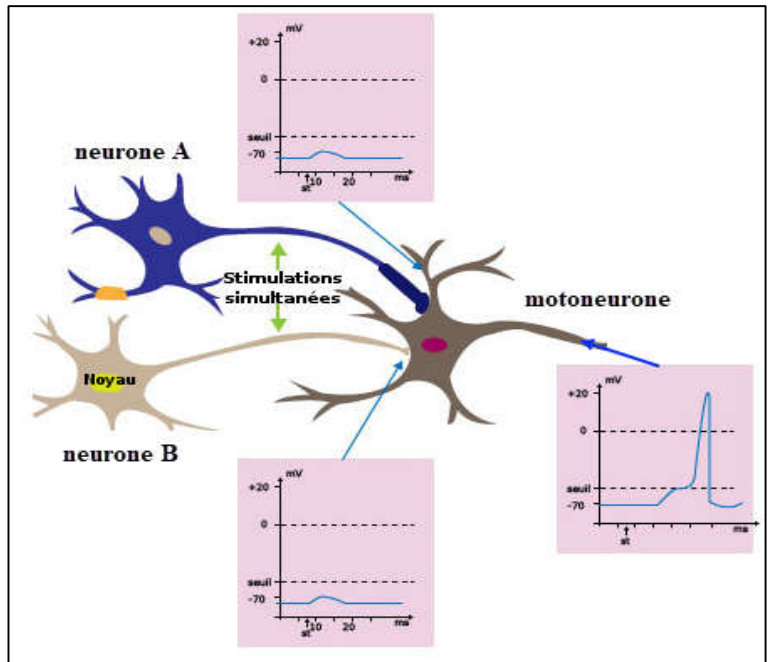 mV
+20
0
seuil
-70
st
10
20
ms
neurone A
Stimulations
simultanées
motoneurone
Noyau
neurone B
mV
+20
0
seuil
-70
st
10
20
ms
mV
+20
0
seuil
-70
st
ms